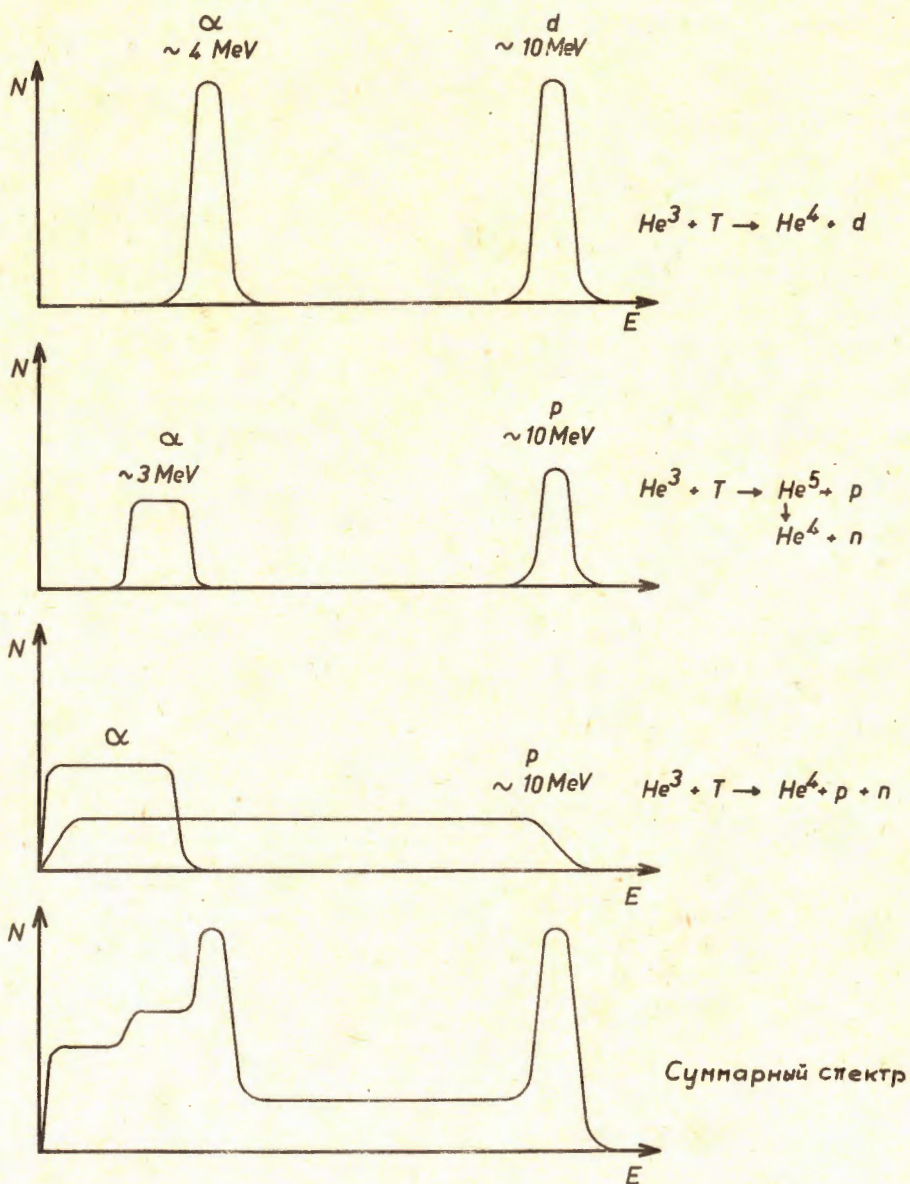 α d
~ 4 MeV ~ 10 MeV
N
He³ + T → He⁴ + d
E
N
p
α ~ 10 MeV
~ 3 MeV
He³ + T → He⁵ + p
↓
He⁴ + n
N
α p
~ 10 MeV He³ + T → He⁴ + p + n
E
N
Суммарный спектр
E